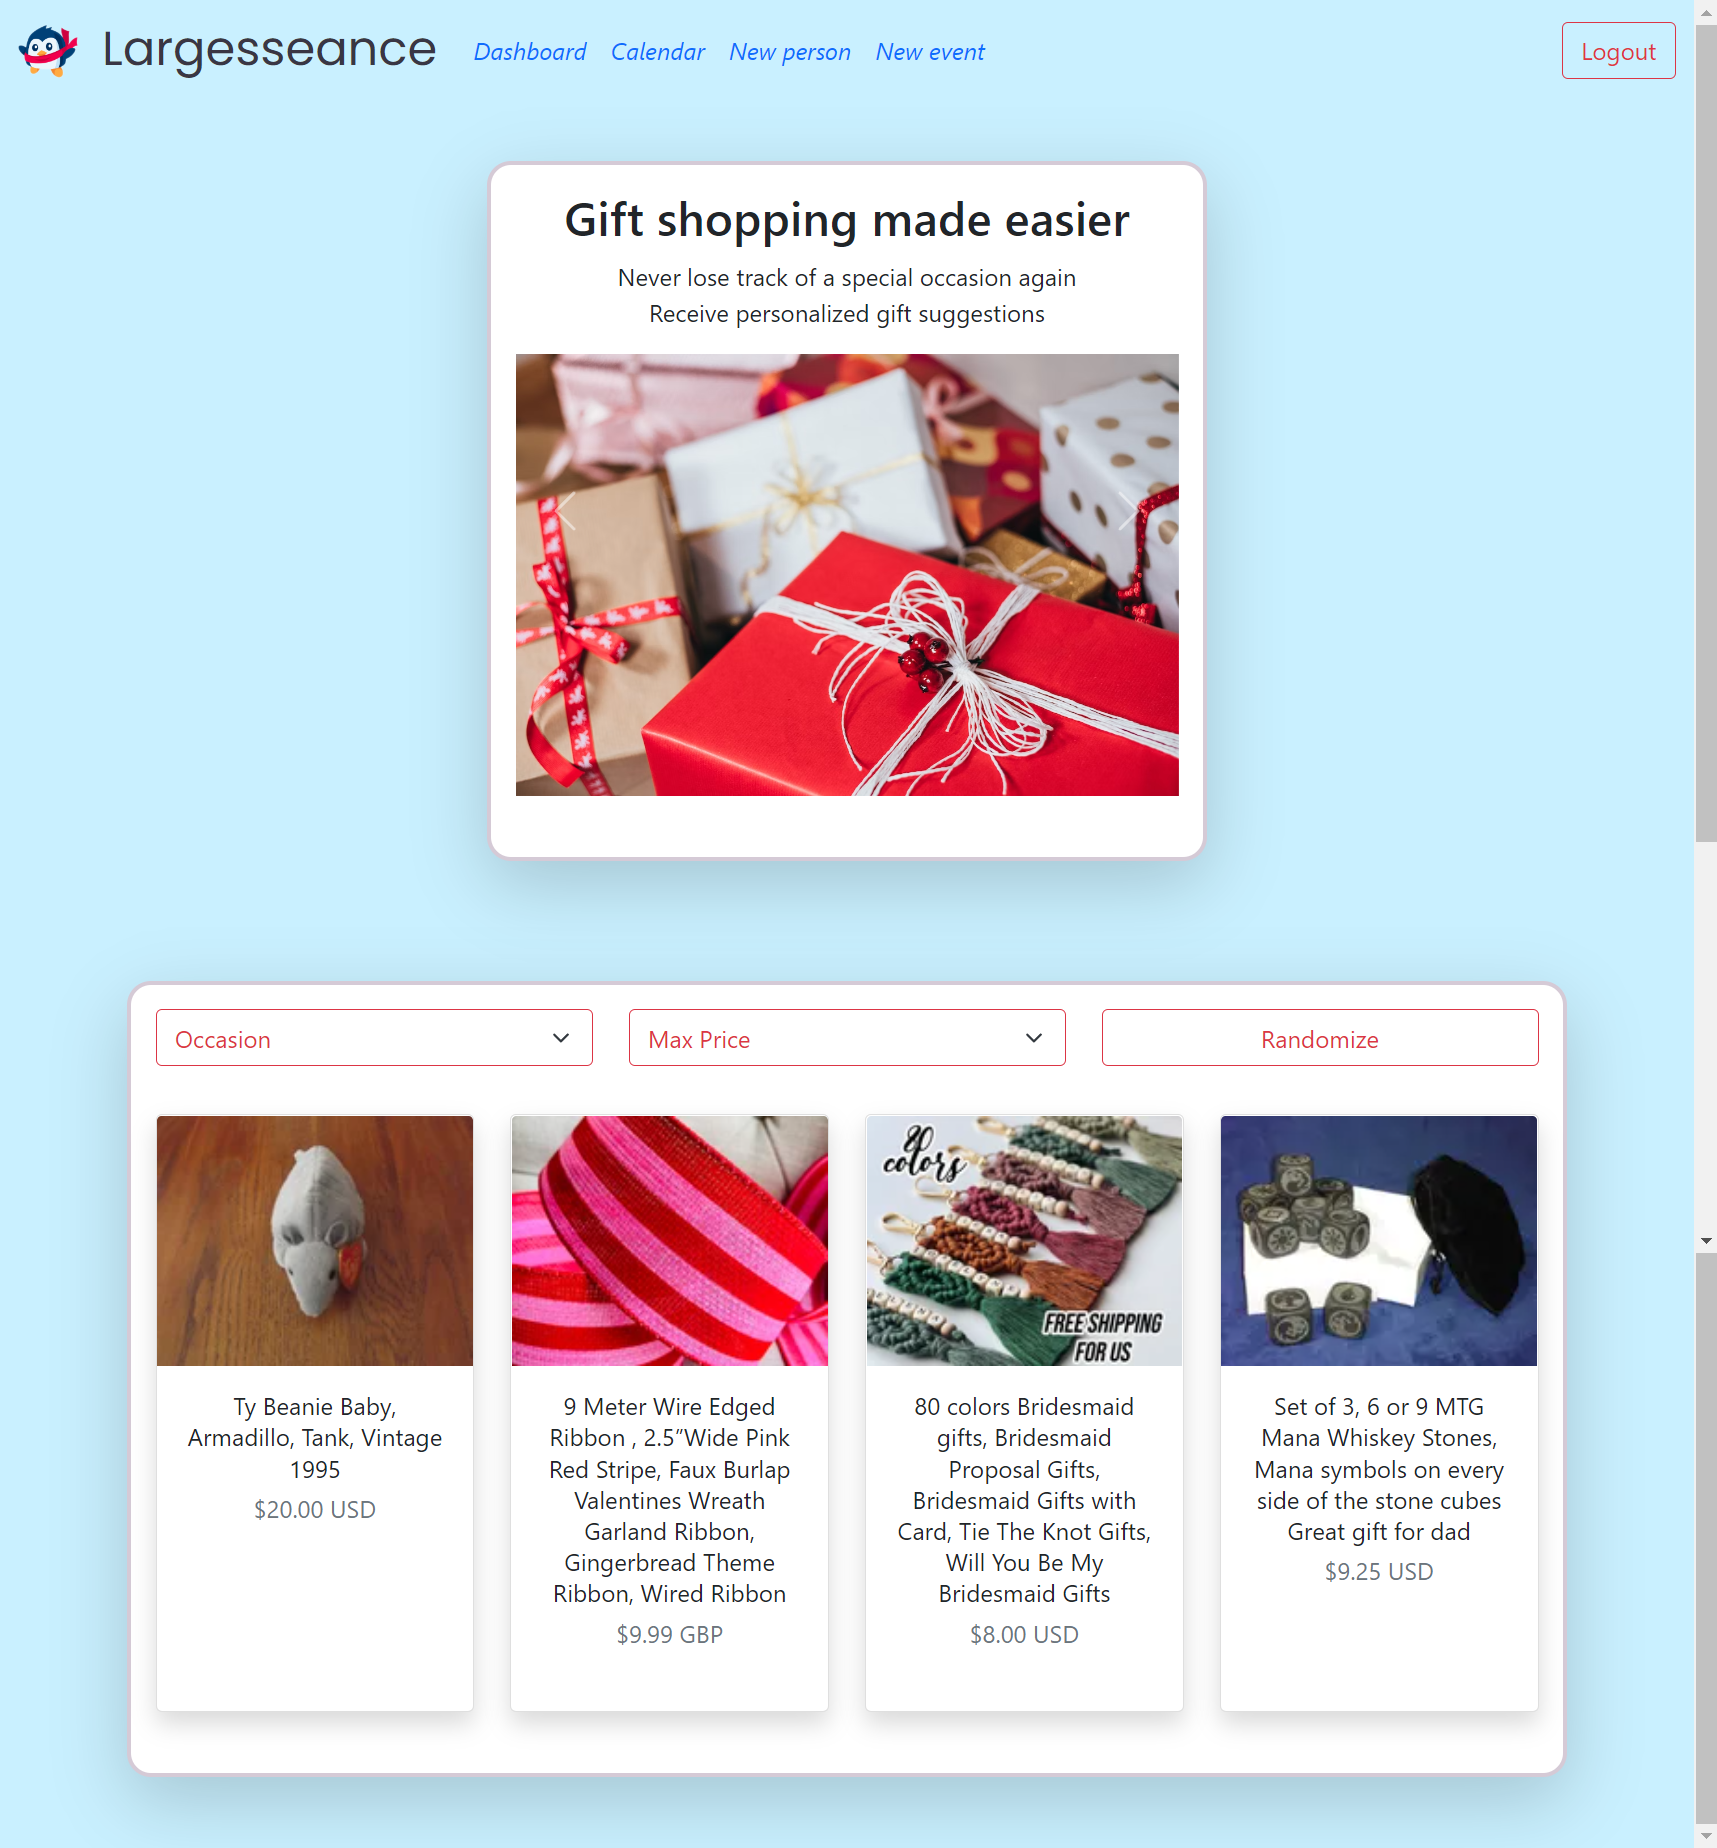 Largesseance
Dashboard
Calendar
New person
New event
Logout
Gift shopping made easier
Never lose track of a special occasion again
Receive personalized gift suggestions
Occasion
Max Price
Randomize
Ty Beanie Baby,
Armadillo, Tank, Vintage
1995
$20.00 USD
9 Meter Wire Edged
Ribbon , 2.5”Wide Pink
Red Stripe, Faux Burlap
Valentines Wreath
Garland Ribbon,
Gingerbread Theme
Ribbon, Wired Ribbon
$9.99 GBP
80
colors
FREE SHIPPING
FOR US
80 colors Bridesmaid
gifts, Bridesmaid
Proposal Gifts,
Bridesmaid Gifts with
Card, Tie The Knot Gifts,
Will You Be My
Bridesmaid Gifts
$8.00 USD
Set of 3, 6 or 9 MTG
Mana Whiskey Stones,
Mana symbols on every
side of the stone cubes
Great gift for dad
$9.25 USD